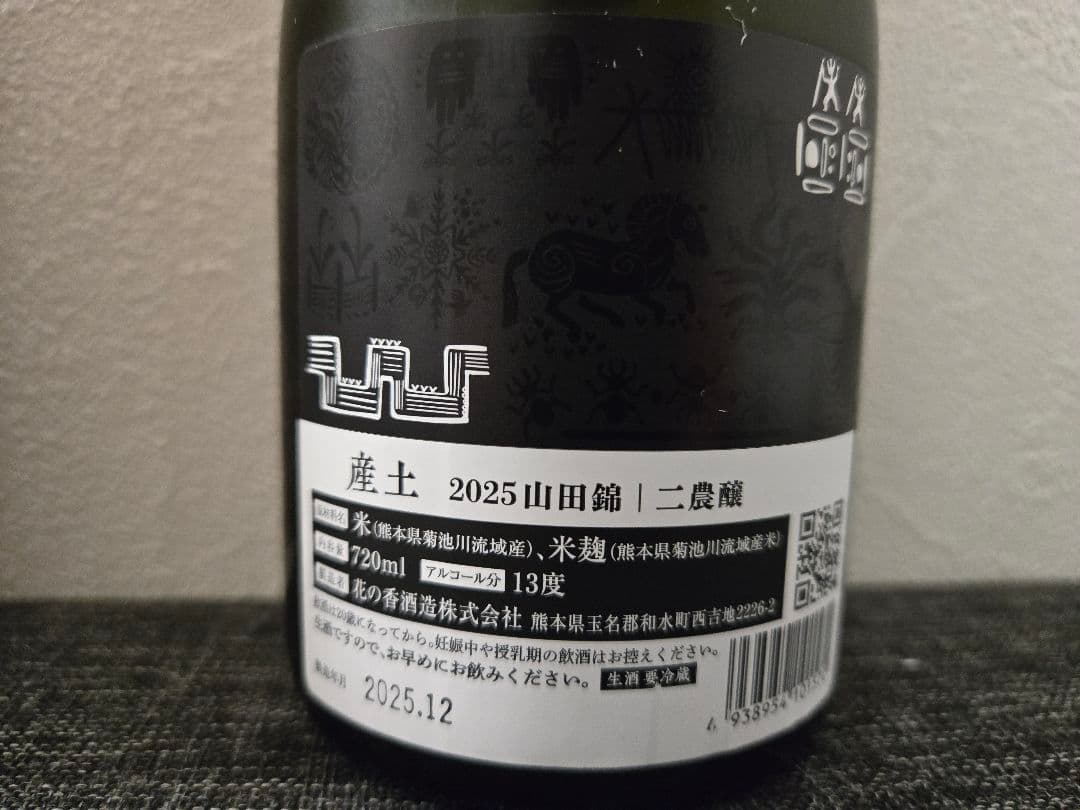 産土 2025山田錦|二農醸
原材料名 米(熊本県菊池川流域産)、米麹(熊本県菊池川流域産米)
内容量 720ml アルコール分 13度
製造者 花の香酒造株式会社 熊本県玉名郡和水町西吉地2226-2
飲酒は20歳になってから。妊娠中や授乳期の飲酒はお控えください。
生酒ですので、お早めにお飲みください。 生酒 要冷蔵
製造年月 2025.12
4 938954